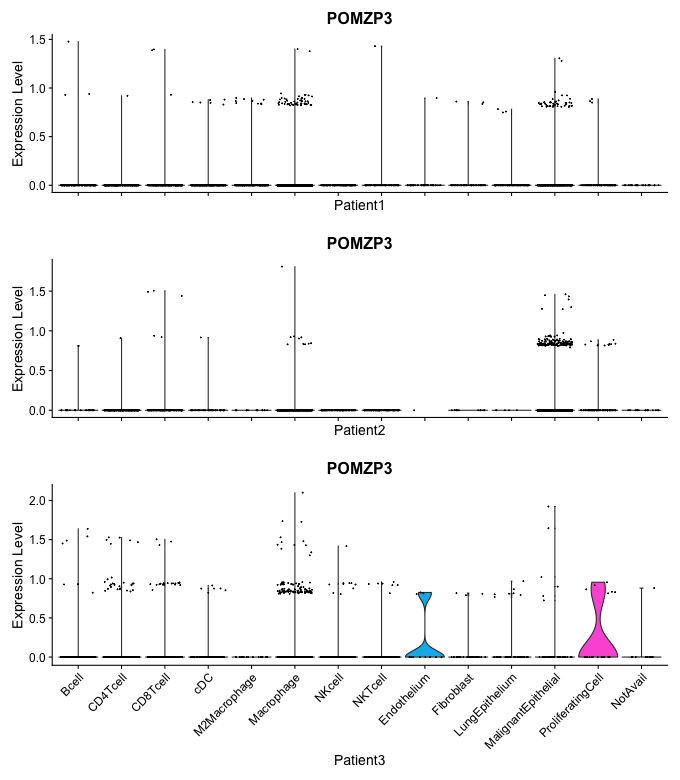 POMZP3
Expression Level
1.5
1.0
0.5
0.0
Patient1
POMZP3
Expression Level
1.5
1.0
0.5
0.0
Patient2
POMZP3
Expression Level
2.0
1.5
1.0
0.5
0.0
Bcell
CD4Tcell
CD8Tcell
cDC
M2Macrophage
Macrophage
NKcell
NKTcell
Endothelium
Fibroblast
LungEpithelium
MalignantEpithelial
ProliferatingCell
NotAvail
Patient3